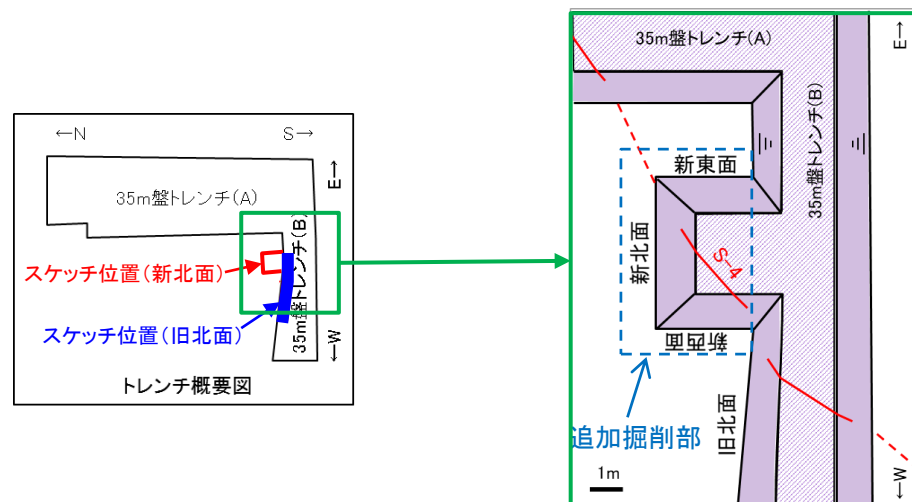 ←N
S→
E→
35m盤トレンチ(A)
35m盤トレンチ(B)
スケッチ位置(新北面)
スケッチ位置(旧北面)
←W
トレンチ概要図
35m盤トレンチ(A)
E→
35m盤トレンチ(B)
新東面
新北面
S-4
新西面
旧北面
追加掘削部
1m
←W